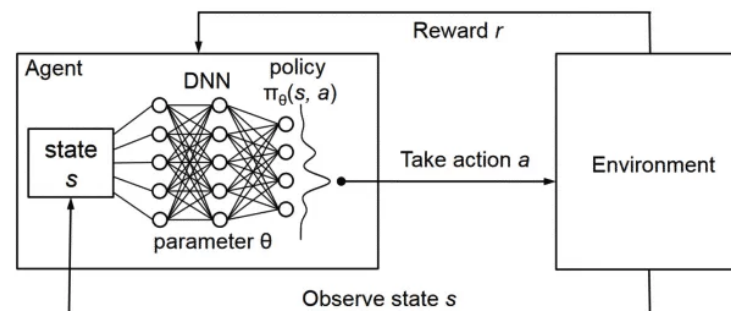 Reward r
Agent
policy
DNN
πθ(s, a)
state
s
Take action a
Environment
parameter θ
Observe state s